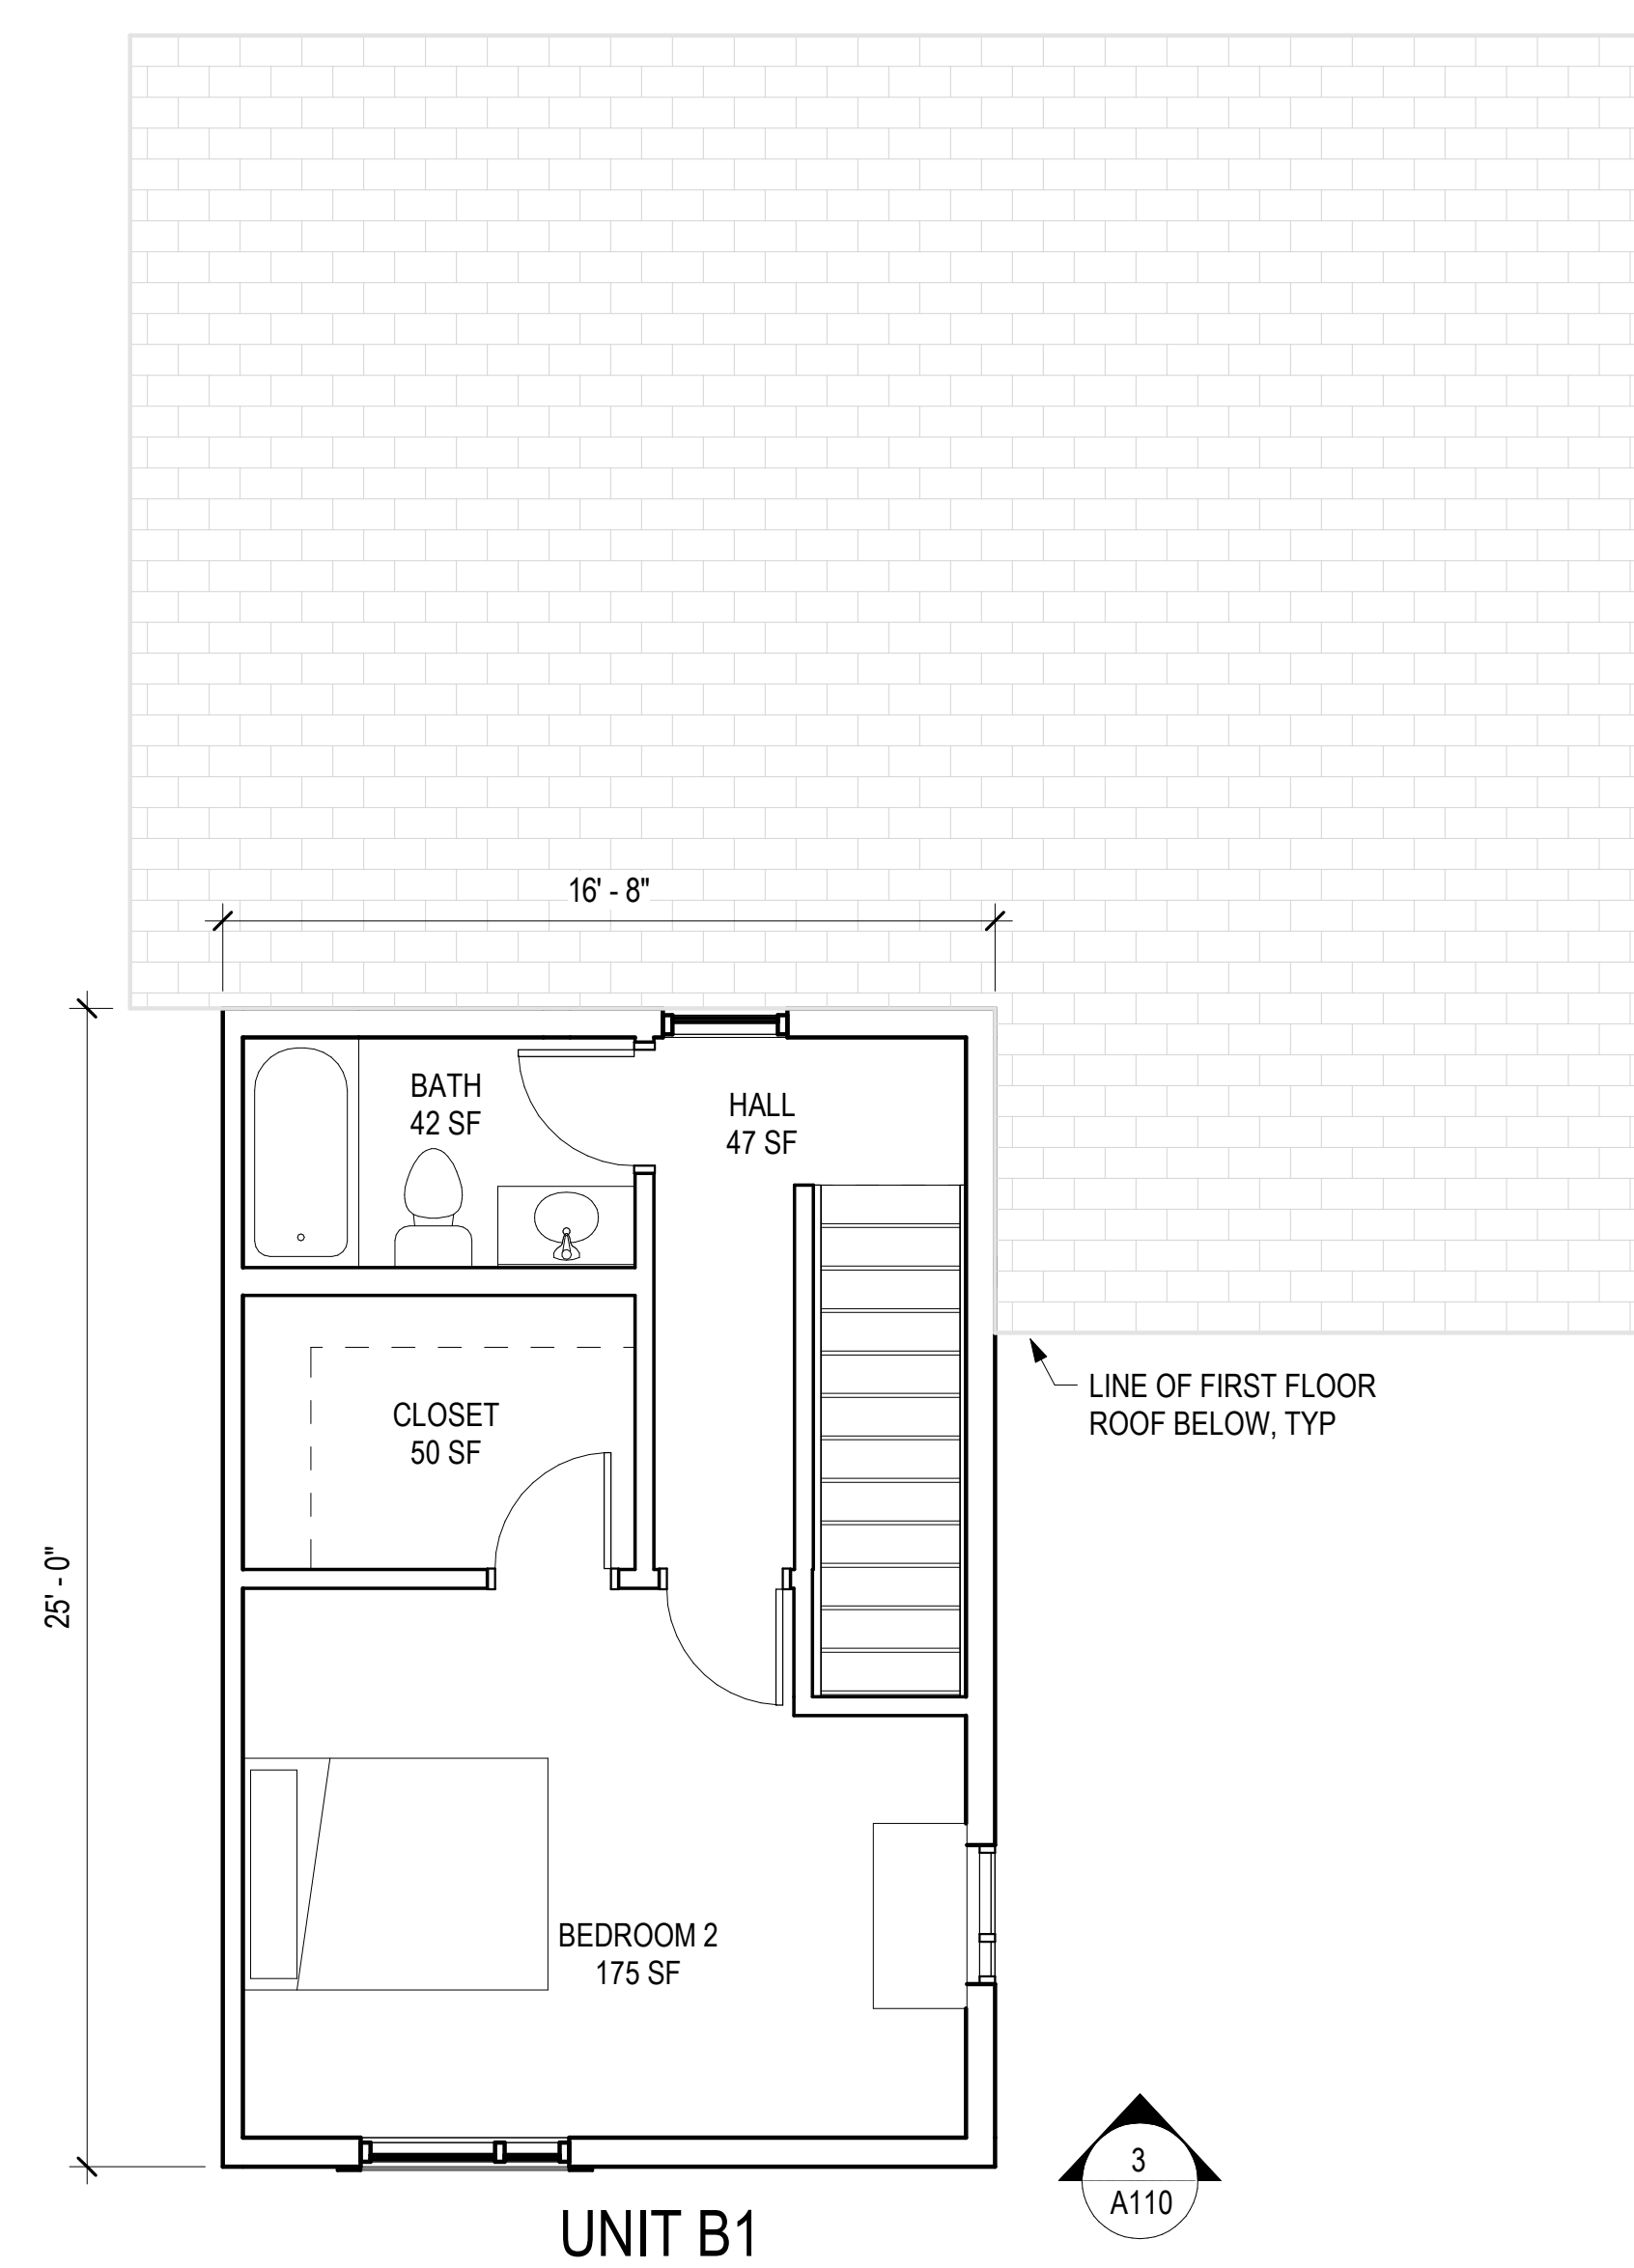 16' - 8"
BATH
42 SF
HALL
47 SF
LINE OF FIRST FLOOR
ROOF BELOW, TYP
CLOSET
50 SF
25' - 0"
BEDROOM 2
175 SF
3
A110
UNIT B1